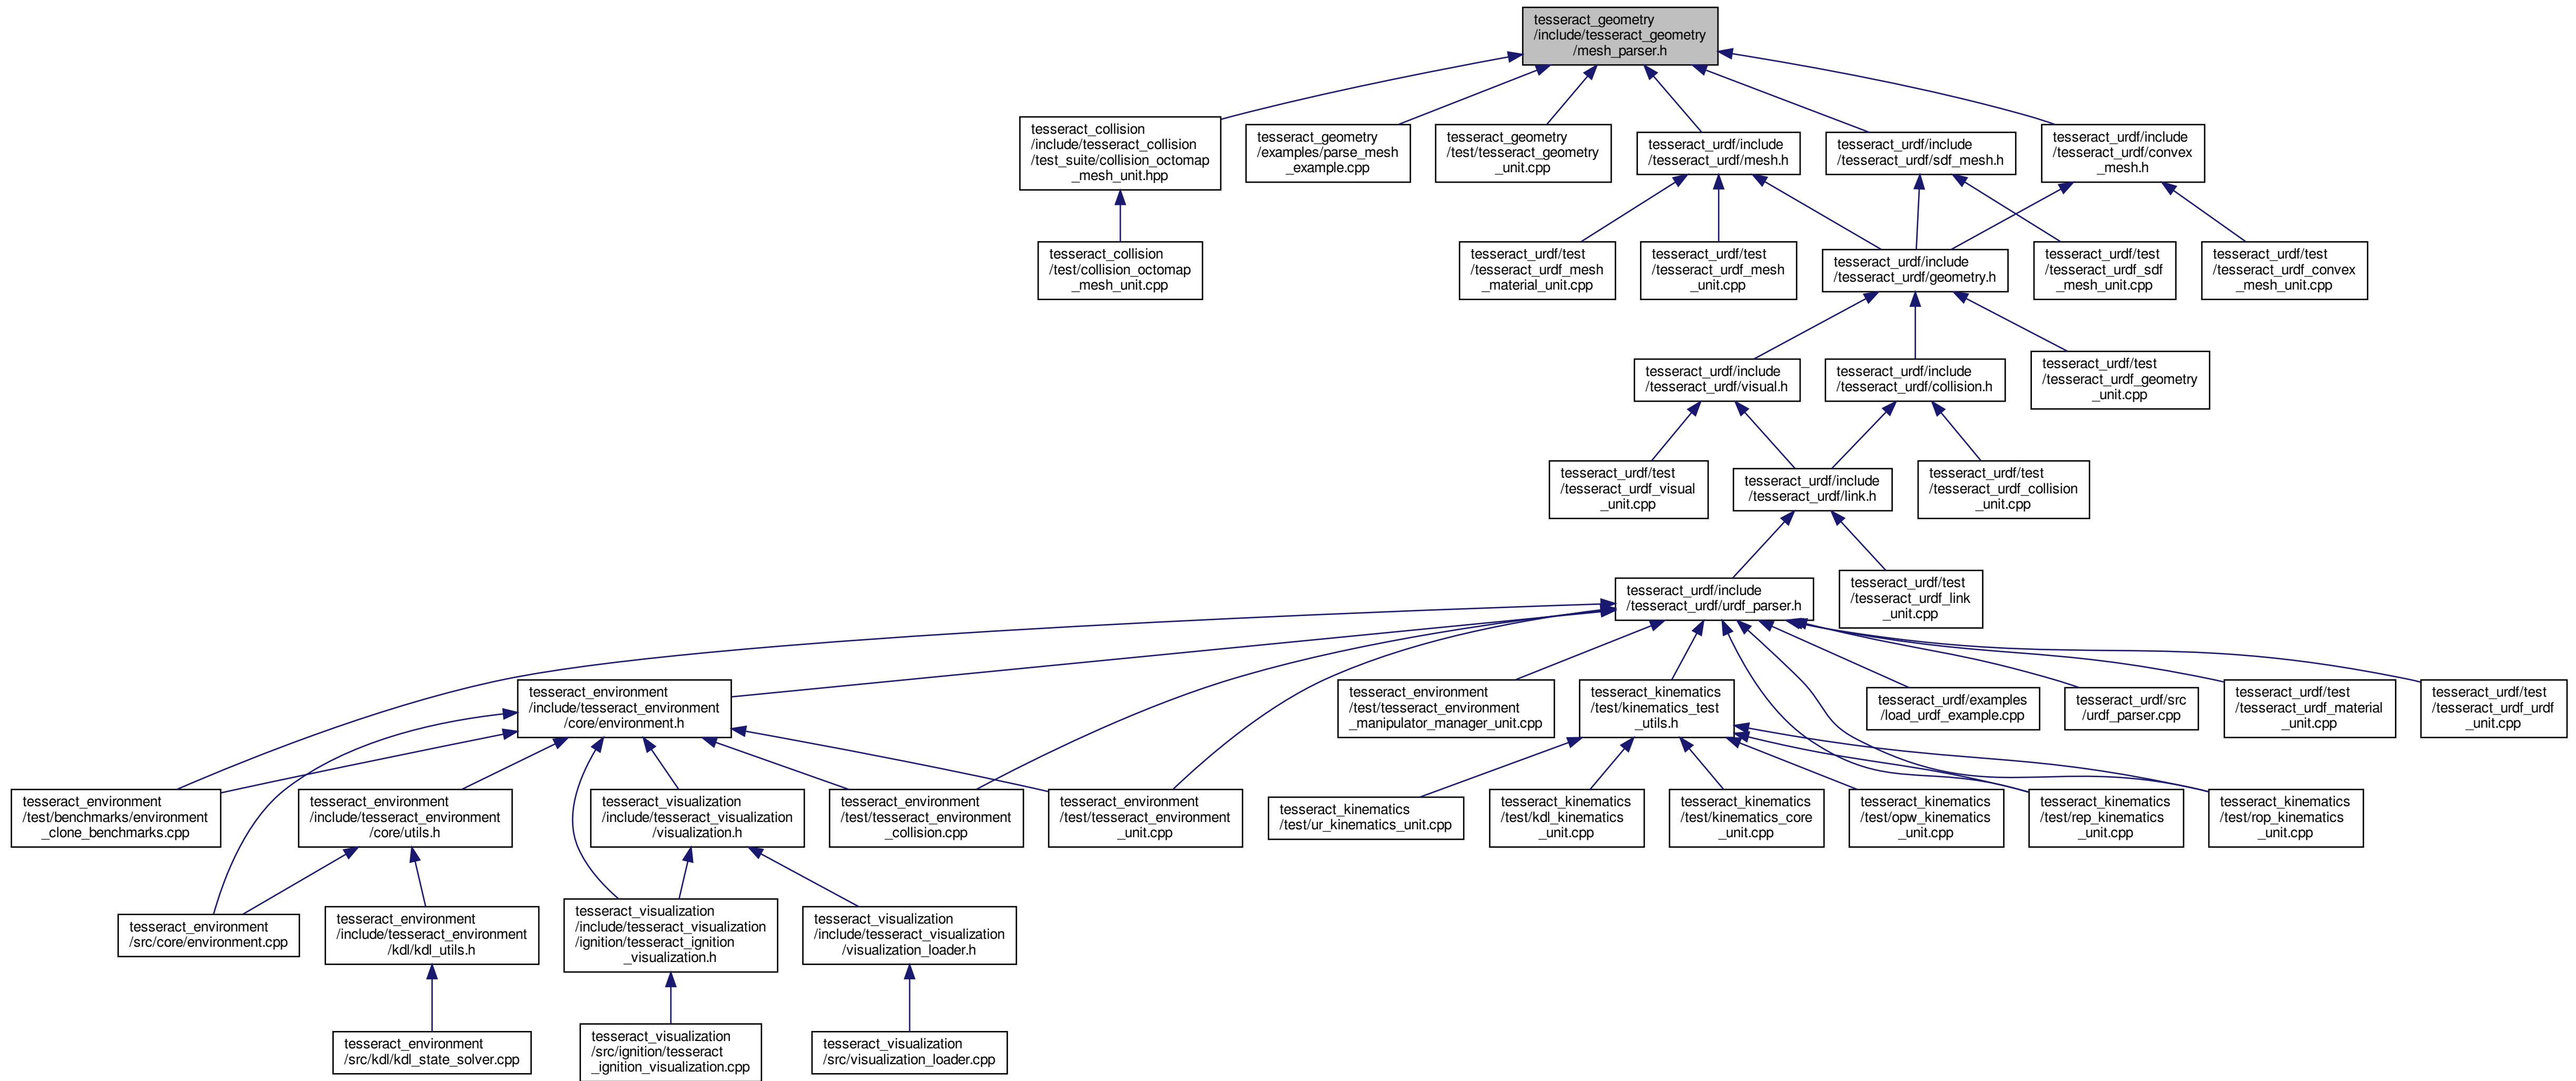 tesseract_geometry
/include/tesseract_geometry
/mesh_parser.h
tesseract_collision
/include/tesseract_collision
/test_suite/collision_octomap
_mesh_unit.hpp
tesseract_geometry
/examples/parse_mesh
_example.cpp
tesseract_geometry
/test/tesseract_geometry
_unit.cpp
tesseract_urdf/include
/tesseract_urdf/mesh.h
tesseract_urdf/include
/tesseract_urdf/sdf_mesh.h
tesseract_urdf/include
/tesseract_urdf/convex
_mesh.h
tesseract_collision
/test/collision_octomap
_mesh_unit.cpp
tesseract_urdf/test
/tesseract_urdf_mesh
_material_unit.cpp
tesseract_urdf/test
/tesseract_urdf_mesh
_unit.cpp
tesseract_urdf/include
/tesseract_urdf/geometry.h
tesseract_urdf/test
/tesseract_urdf_sdf
_mesh_unit.cpp
tesseract_urdf/test
/tesseract_urdf_convex
_mesh_unit.cpp
tesseract_urdf/include
/tesseract_urdf/visual.h
tesseract_urdf/include
/tesseract_urdf/collision.h
tesseract_urdf/test
/tesseract_urdf_geometry
_unit.cpp
tesseract_urdf/test
/tesseract_urdf_visual
_unit.cpp
tesseract_urdf/include
/tesseract_urdf/link.h
tesseract_urdf/test
/tesseract_urdf_collision
_unit.cpp
tesseract_urdf/include
/tesseract_urdf/urdf_parser.h
tesseract_urdf/test
/tesseract_urdf_link
_unit.cpp
tesseract_environment
/include/tesseract_environment
/core/environment.h
tesseract_environment
/test/tesseract_environment
_manipulator_manager_unit.cpp
tesseract_kinematics
/test/kinematics_test
_utils.h
tesseract_urdf/examples
/load_urdf_example.cpp
tesseract_urdf/src
/urdf_parser.cpp
tesseract_urdf/test
/tesseract_urdf_material
_unit.cpp
tesseract_urdf/test
/tesseract_urdf_urdf
_unit.cpp
tesseract_environment
/test/benchmarks/environment
_clone_benchmarks.cpp
tesseract_environment
/include/tesseract_environment
/core/utils.h
tesseract_visualization
/include/tesseract_visualization
/visualization.h
tesseract_environment
/test/tesseract_environment
_collision.cpp
tesseract_environment
/test/tesseract_environment
_unit.cpp
tesseract_kinematics
/test/ur_kinematics_unit.cpp
tesseract_kinematics
/test/kdl_kinematics
_unit.cpp
tesseract_kinematics
/test/kinematics_core
_unit.cpp
tesseract_kinematics
/test/opw_kinematics
_unit.cpp
tesseract_kinematics
/test/rep_kinematics
_unit.cpp
tesseract_kinematics
/test/rop_kinematics
_unit.cpp
tesseract_environment
/src/core/environment.cpp
tesseract_environment
/include/tesseract_environment
/kdl/kdl_utils.h
tesseract_visualization
/include/tesseract_visualization
/ignition/tesseract_ignition
_visualization.h
tesseract_visualization
/include/tesseract_visualization
/visualization_loader.h
tesseract_environment
/src/kdl/kdl_state_solver.cpp
tesseract_visualization
/src/ignition/tesseract
_ignition_visualization.cpp
tesseract_visualization
/src/visualization_loader.cpp